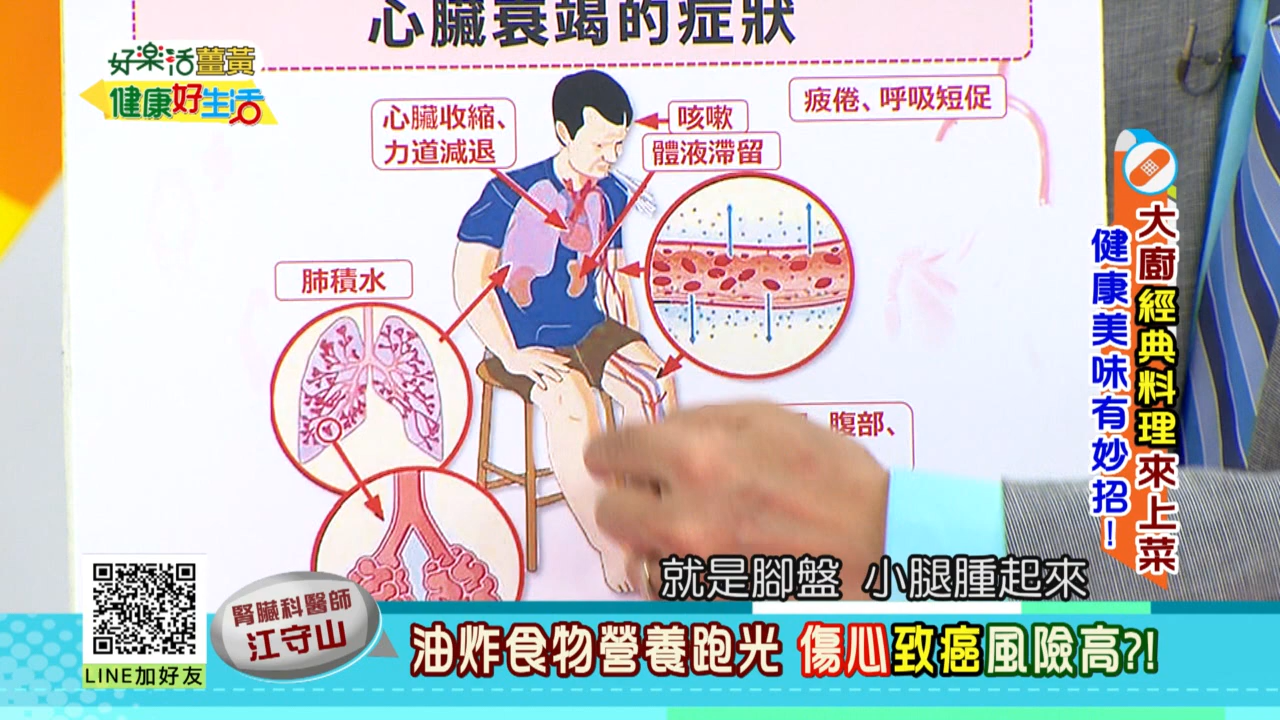 心臟衰竭的症狀
好樂活薑黃
健康好生活
心臟收縮、
力道減退
咳嗽
體液滯留
疲倦、呼吸短促
肺積水
腹部、
大廚經典料理來上菜
健康美味有妙招!
就是腳盤 小腿腫起來
腎臟科醫師
江守山
油炸食物營養跑光 傷心致癌風險高?!
LINE加好友